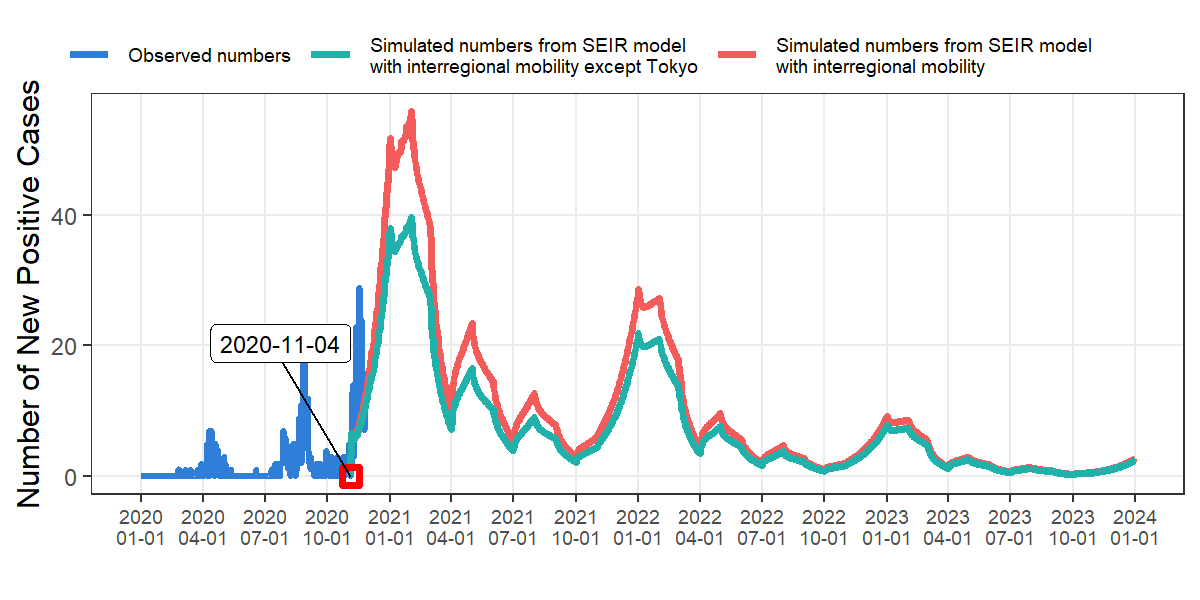 Observed numbers
Simulated numbers from SEIR model
with interregional mobility except Tokyo
Simulated numbers from SEIR model
with interregional mobility
Number of New Positive Cases
40
20
0
2020-11-04
2020 2020 2020 2020 2021 2021 2021 2021 2022 2022 2022 2022 2023 2023 2023 2023 2024
01-01 04-01 07-01 10-01 01-01 04-01 07-01 10-01 01-01 04-01 07-01 10-01 01-01 04-01 07-01 10-01 01-01